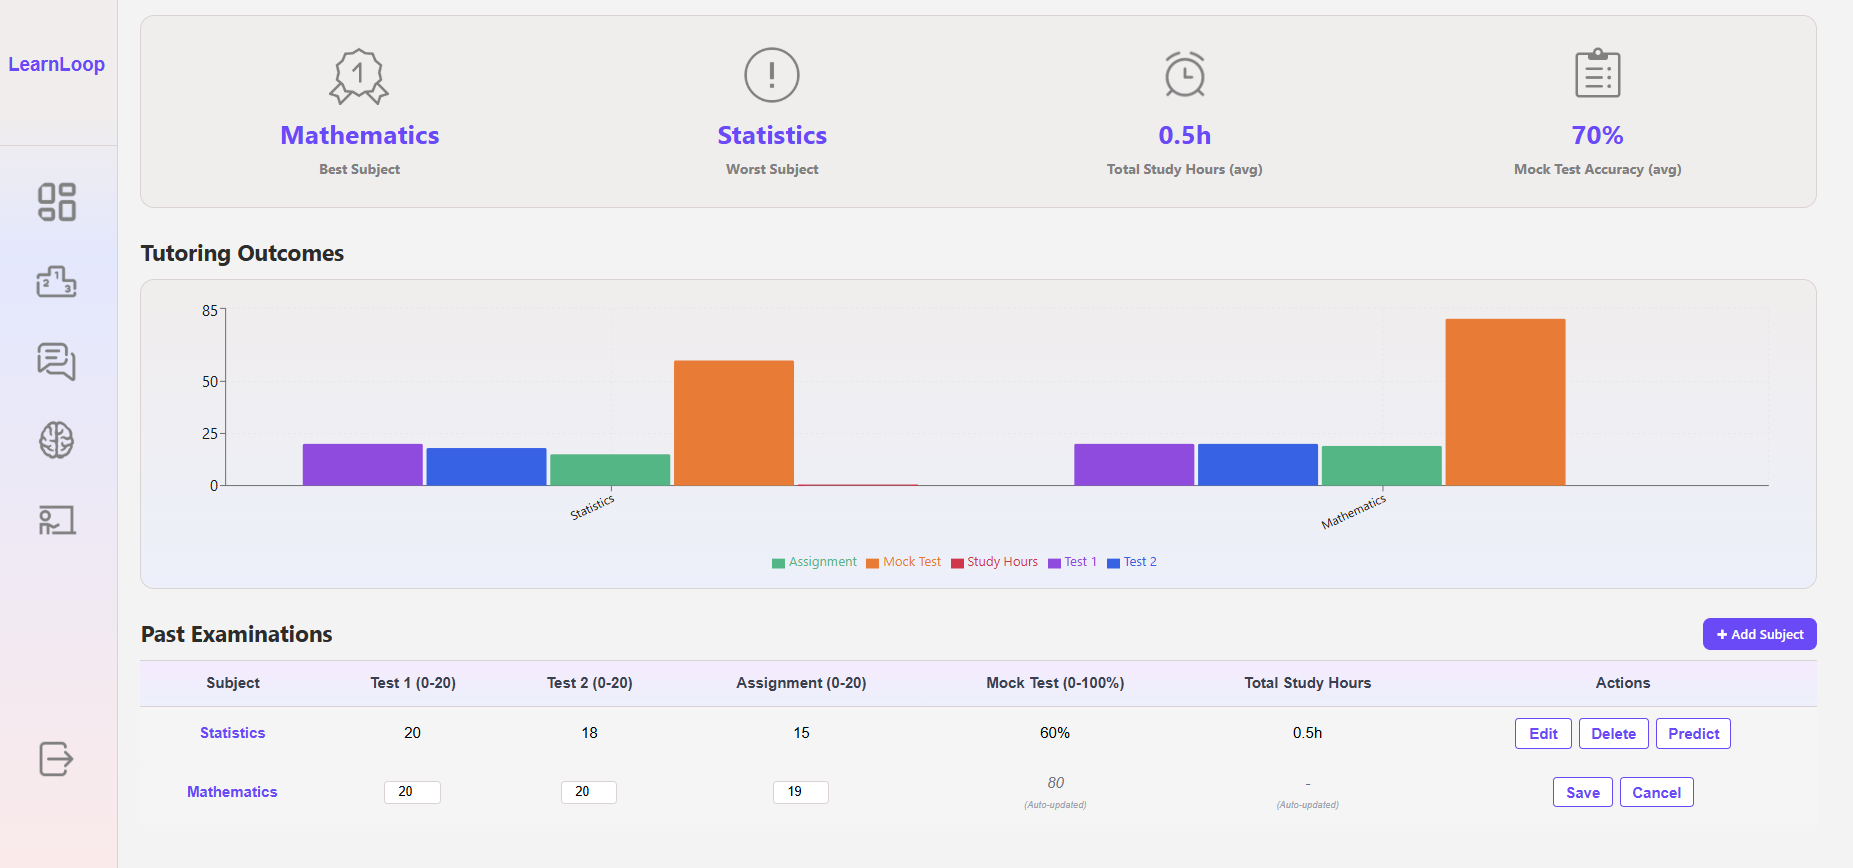 LearnLoop
1
Mathematics
Best Subject
!
Statistics
Worst Subject
0.5h
Total Study Hours (avg)
70%
Mock Test Accuracy (avg)
1
2
3
Tutoring Outcomes
85
50
25
0
Statistics
Mathematics
Assignment Mock Test Study Hours Test 1 Test 2
Past Examinations
+ Add Subject
Subject Test 1 (0-20) Test 2 (0-20) Assignment (0-20) Mock Test (0-100%) Total Study Hours Actions
Statistics 20 18 15 60% 0.5h Edit Delete Predict
Mathematics 20 20 19 80 - Save Cancel
(Auto-updated) (Auto-updated)